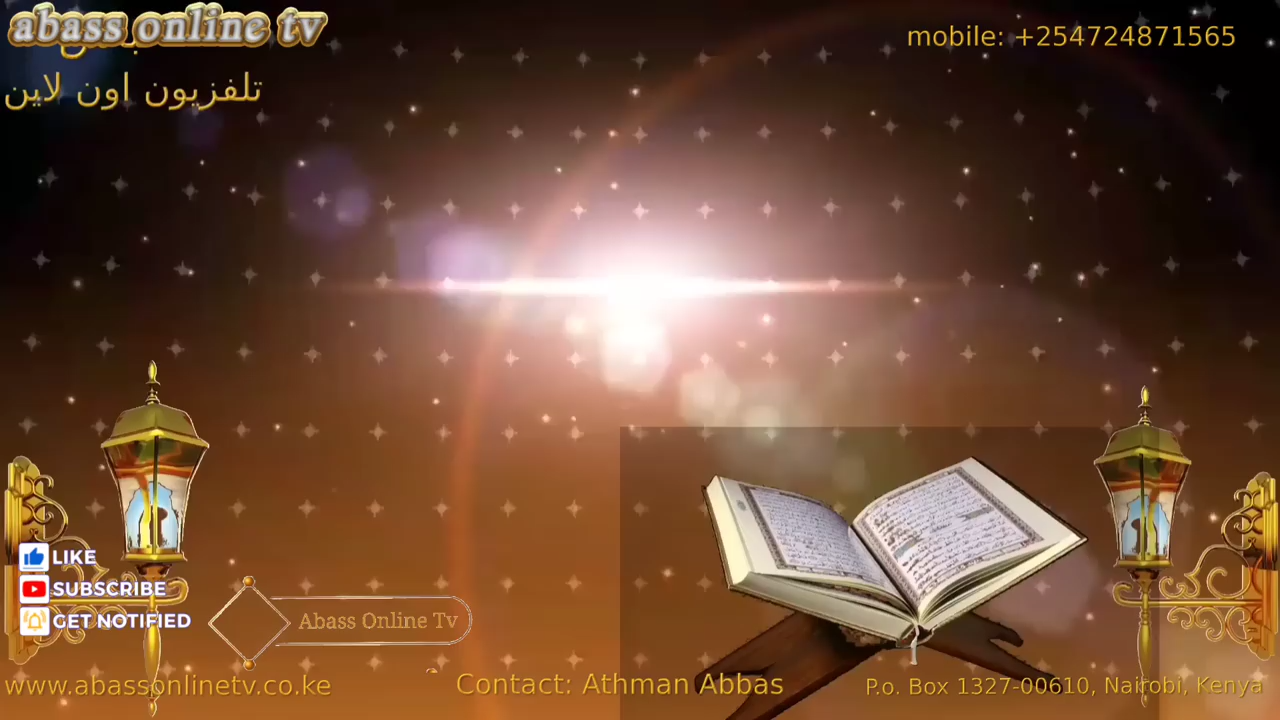 abass online tv
تلفزيون اون لاين
mobile: +254724871565
LIKE
SUBSCRIBE
GET NOTIFIED
Abass Online Tv
www.abassonlinetv.co.ke
Contact: Athman Abbas
P.o. Box 1327-00610, Nairobi, Kenya